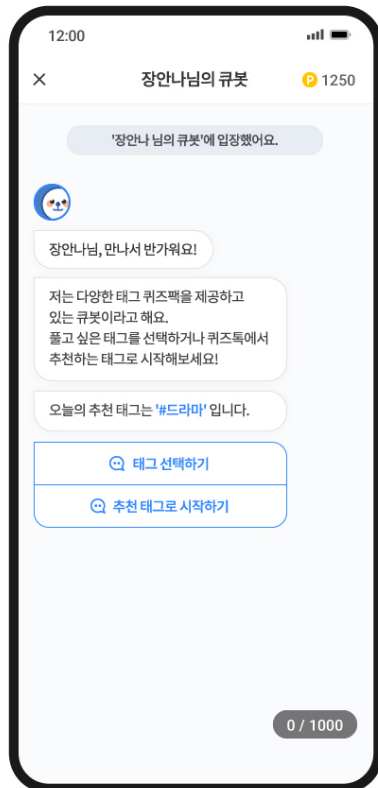 12:00
장안나님의 큐봇
P 1250
'장안나 님의 큐봇'에 입장했어요.
장안나님, 만나서 반가워요!
저는 다양한 태그 퀴즈팩을 제공하고
있는 큐봇이라고 해요.
풀고 싶은 태그를 선택하거나 퀴즈톡에서
추천하는 태그로 시작해보세요!
오늘의 추천 태그는 '#드라마' 입니다.
태그 선택하기
추천 태그로 시작하기
0 / 1000